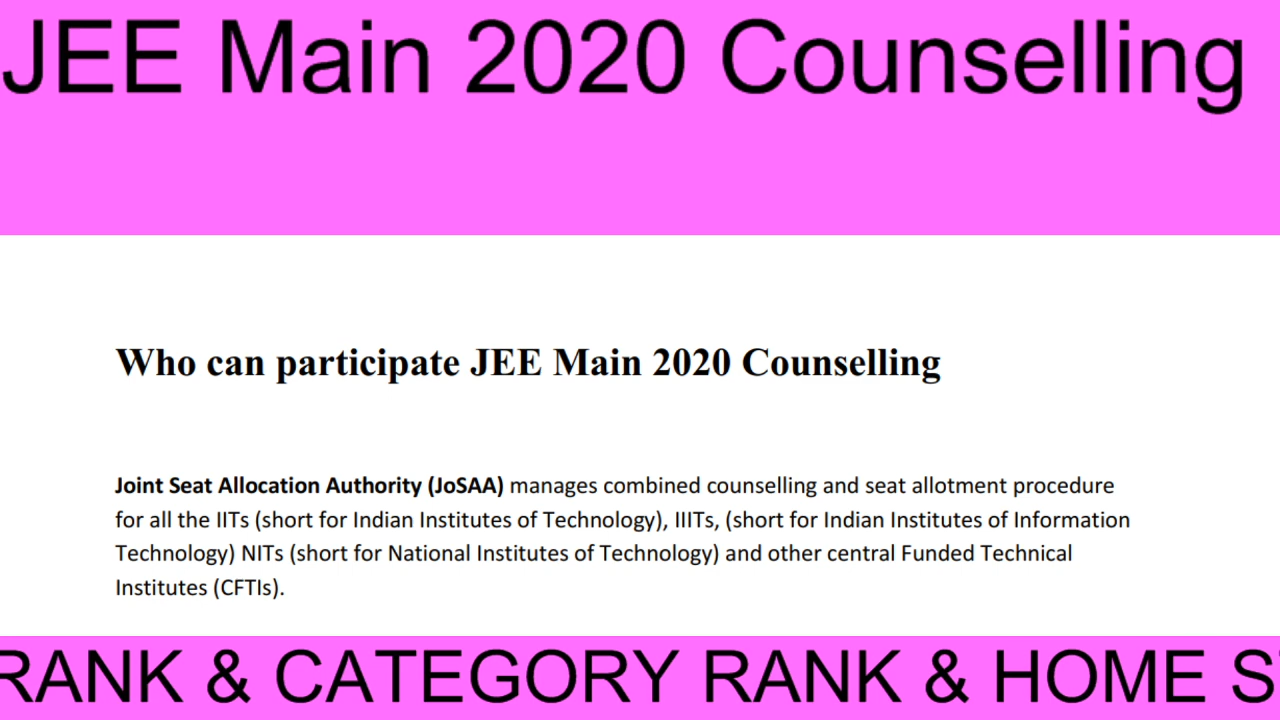 JEE Main 2020 Counselling
Who can participate JEE Main 2020 Counselling
Joint Seat Allocation Authority (JoSAA) manages combined counselling and seat allotment procedure
for all the IITs (short for Indian Institutes of Technology), IIITs, (short for Indian Institutes of Information
Technology) NITs (short for National Institutes of Technology) and other central Funded Technical
Institutes (CFTIs).
RANK & CATEGORY RANK & HOME